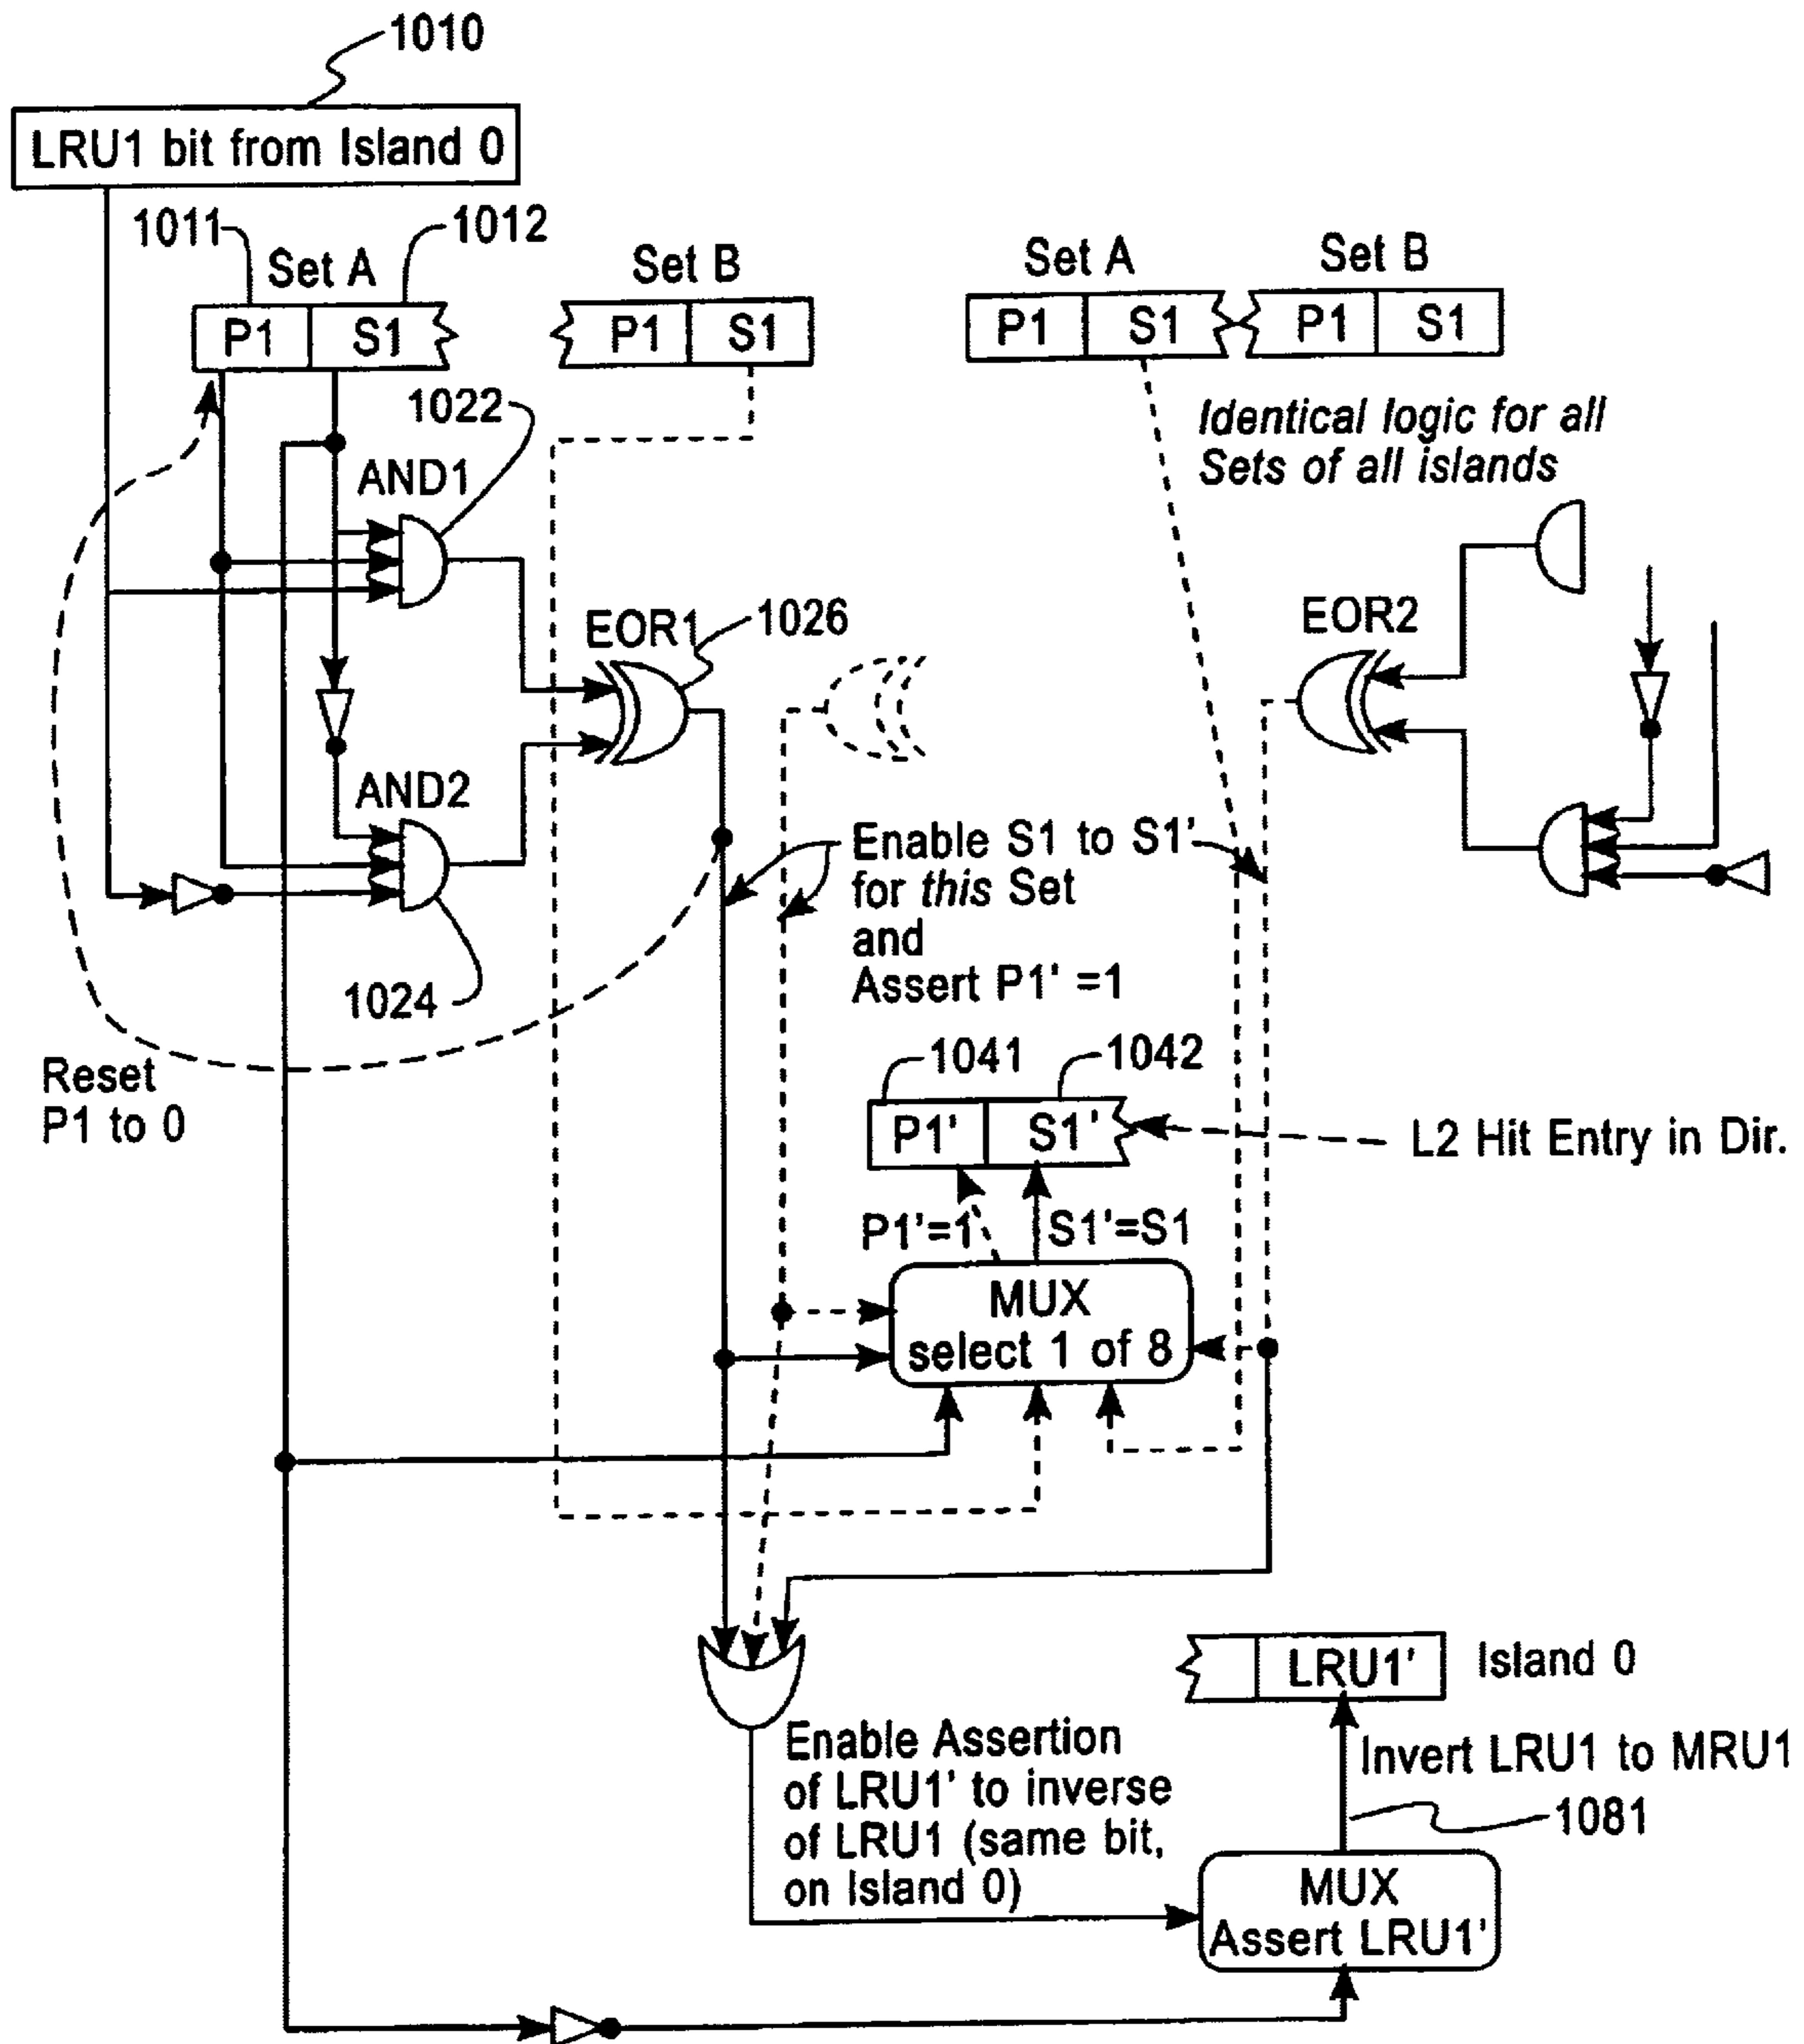 1010
LRU1 bit from Island 0
1011
1012
Set A
Set B
Set A
Set B
P1 S1
P1 S1
P1 S1
P1 S1
1022
Identical logic for all
Sets of all islands
AND1
EOR1
1026
EOR2
AND2
Enable S1 to S1'
for this Set
and
Assert P1' =1
1024
Reset
P1 to 0
1041
1042
P1' S1'
L2 Hit Entry in Dir.
P1'=1
S1'=S1
MUX
select 1 of 8
LRU1'
Island 0
Enable Assertion
of LRU1' to inverse
of LRU1 (same bit,
on Island 0)
Invert LRU1 to MRU1
1081
MUX
Assert LRU1'